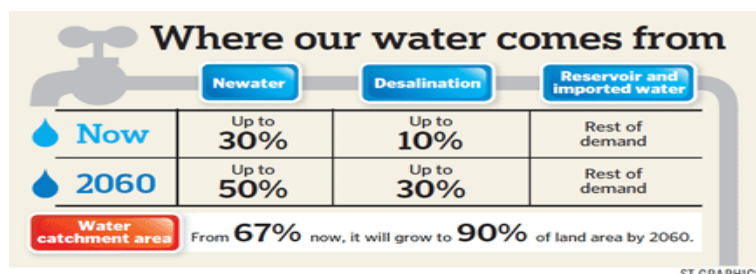 Where our water comes from
Newater
Desalination
Reservoir and
imported water
Now
Up to
30%
Up to
10%
Rest of
demand
2060
Up to
50%
Up to
30%
Rest of
demand
Water
catchment area
From 67% now, it will grow to 90% of land area by 2060.
ST GRAPHICS